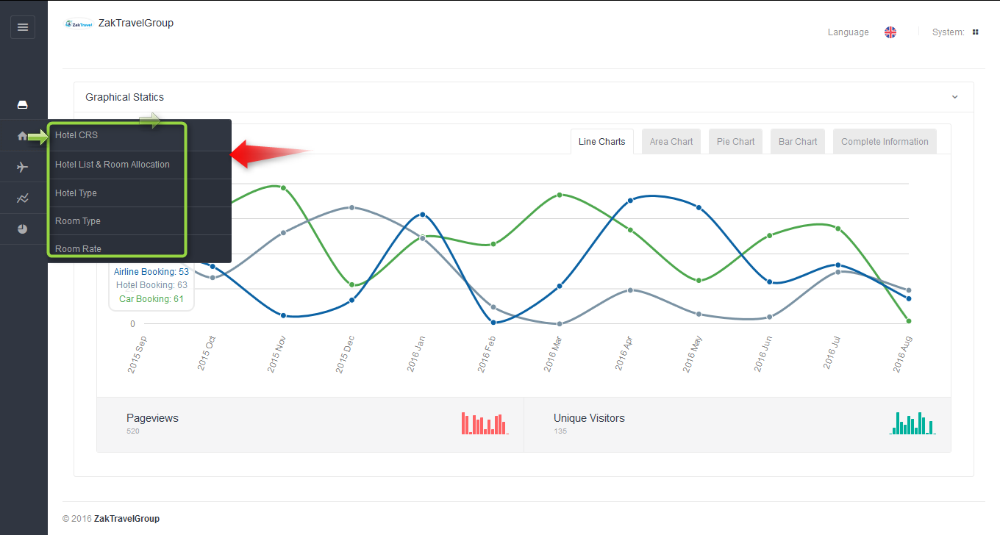 ZakTravel ZakTravelGroup
Language System:
Graphical Statics
Hotel CRS
Line Charts Area Chart Pie Chart Bar Chart Complete Information
Hotel List & Room Allocation
Hotel Type
Room Type
Room Rate
Airline Booking: 53
Hotel Booking: 63
Car Booking: 61
0
2015 Sep 2015 Oct 2015 Nov 2015 Dec 2016 Jan 2016 Feb 2016 Mar 2016 Apr 2016 May 2016 Jun 2016 Jul 2016 Aug
Pageviews Unique Visitors
520 135
© 2016 ZakTravelGroup